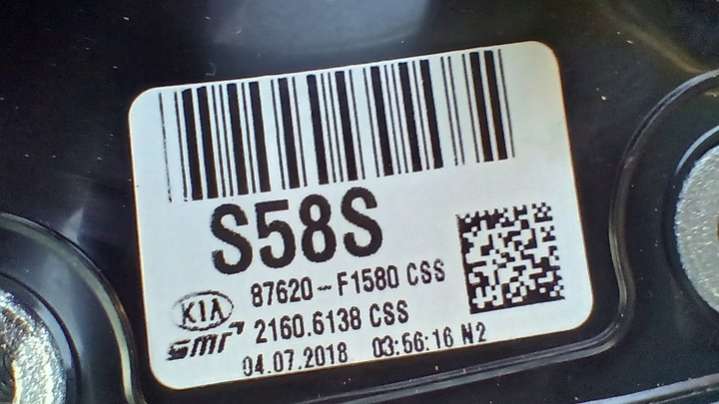 S58S
87620-F1580 CSS
KIA
SMR 2160.6138 CSS
04.07.2018 03:56:16 N2